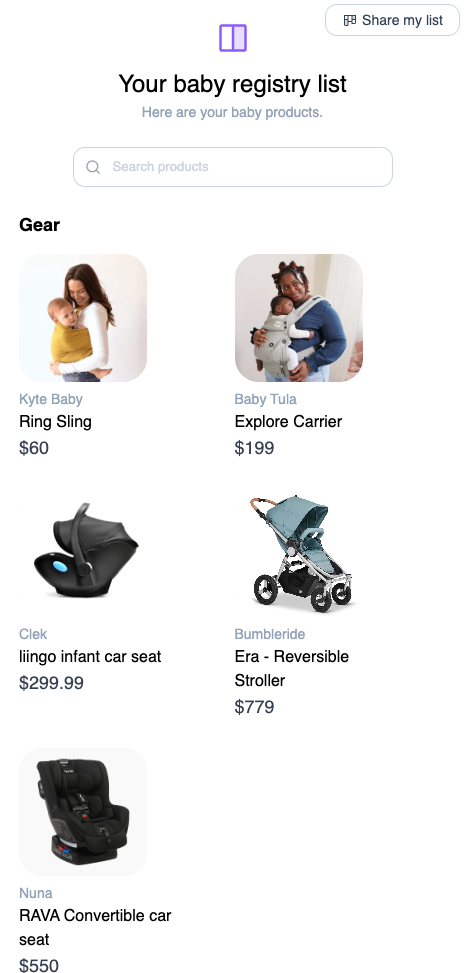 Share my list
Your baby registry list
Here are your baby products.
Search products
Gear
Kyte Baby
Ring Sling
$60
Baby Tula
Explore Carrier
$199
Clek
liingo infant car seat
$299.99
Bumbleride
Era - Reversible
Stroller
$779
Nuna
RAVA Convertible car
seat
$550